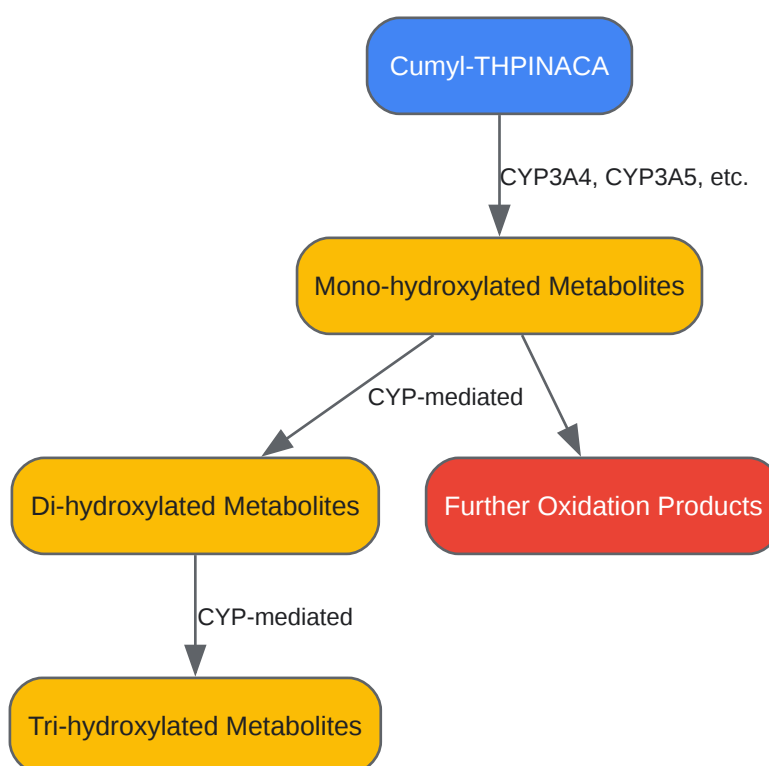 Cumyl-THPINACA
CYP3A4, CYP3A5, etc.
Mono-hydroxylated Metabolites
CYP-mediated
Di-hydroxylated Metabolites
Further Oxidation Products
CYP-mediated
Tri-hydroxylated Metabolites